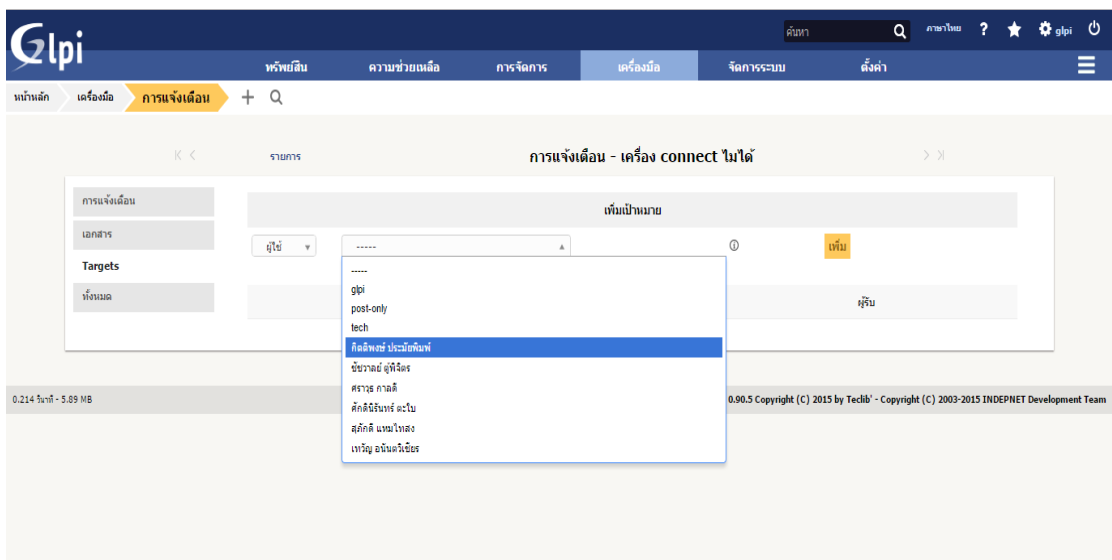 Glpi
ค้นหา
ภาษาไทย ? glpi
ทรัพย์สิน ความช่วยเหลือ การจัดการ เครื่องมือ จัดการระบบ ตั้งค่า
หน้าหลัก เครื่องมือ การแจ้งเตือน
รายการ การแจ้งเตือน - เครื่อง connect ไม่ได้
การแจ้งเตือน
เพิ่มเป้าหมาย
เอกสาร
ผู้ใช้ ----- เพิ่ม
Targets
-----
glpi
ทั้งหมด
ผู้รับ
post-only
tech
กิตติพงษ์ ประมัยพิมพ์
ชัชวาลย์ ตู้พิจิตร
ศราวุธ กาลดี
ศักดินิรันทร์ ตะใบ
สุภักดี แหมไทสง
เทวัญ อนันตวิเชียร
0.214 วินาที - 5.89 MB
0.90.5 Copyright (C) 2015 by Teclib' - Copyright (C) 2003-2015 INDEPNET Development Team